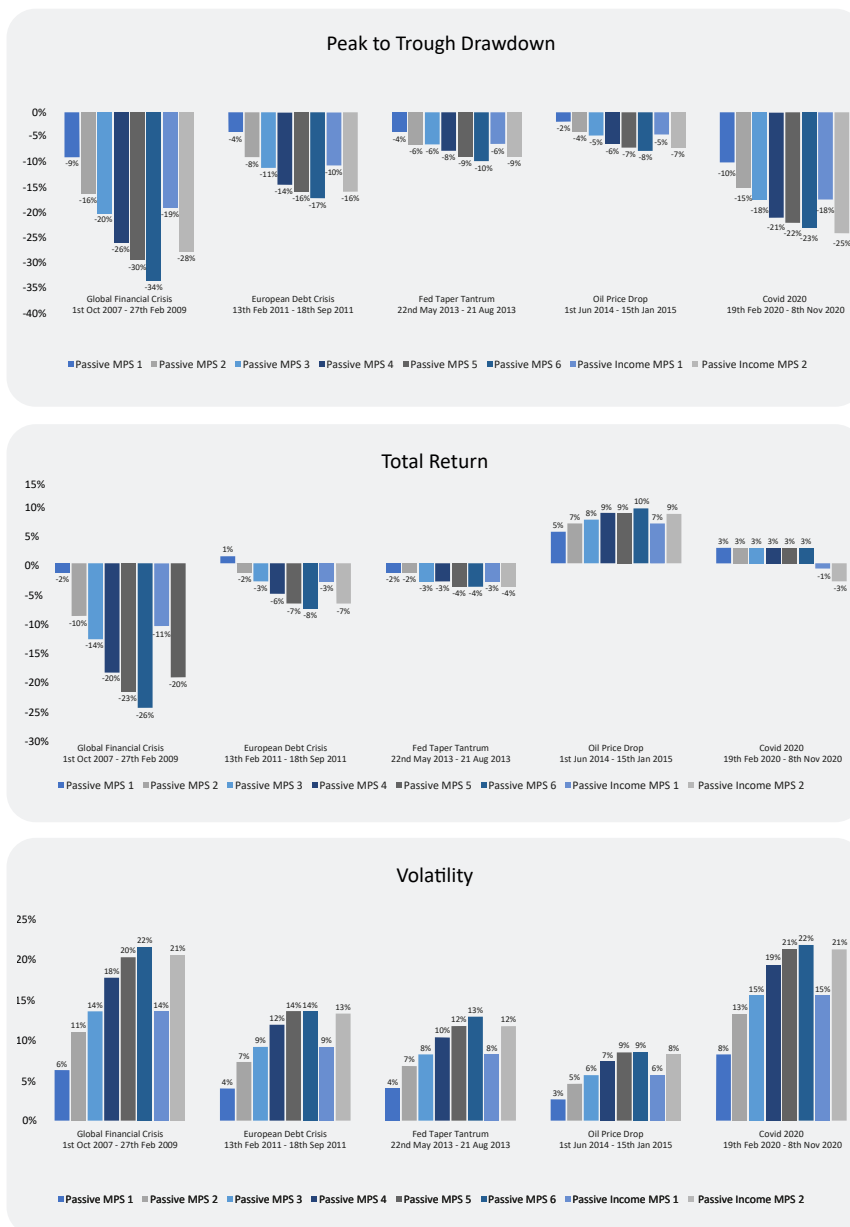 Peak to Trough Drawdown
0%
-5%
-10%
-15%
-20%
-25%
-30%
-35%
-40%
-9% -16% -20% -26% -30% -34% -19% -28%
-4% -8% -11% -14% -16% -17% -10% -16%
-4% -6% -6% -8% -9% -10% -6% -9%
-2% -4% -5% -6% -7% -8% -5% -7%
-10% -15% -18% -21% -22% -23% -18% -25%
Global Financial Crisis
1st Oct 2007 - 27th Feb 2009
European Debt Crisis
13th Feb 2011 - 18th Sep 2011
Fed Taper Tantrum
22nd May 2013 - 21 Aug 2013
Oil Price Drop
1st Jun 2014 - 15th Jan 2015
Covid 2020
19th Feb 2020 - 8th Nov 2020
Passive MPS 1 Passive MPS 2 Passive MPS 3 Passive MPS 4 Passive MPS 5 Passive MPS 6 Passive Income MPS 1 Passive Income MPS 2
Total Return
15%
10%
5%
0%
-5%
-10%
-15%
-20%
-25%
-30%
-2% -10% -14% -20% -23% -26% -11% -20%
1% -2% -3% -6% -7% -8% -3% -7%
-2% -2% -3% -3% -4% -4% -3% -4%
5% 7% 8% 9% 9% 10% 7% 9%
3% 3% 3% 3% 3% 3% -1% -3%
Global Financial Crisis
1st Oct 2007 - 27th Feb 2009
European Debt Crisis
13th Feb 2011 - 18th Sep 2011
Fed Taper Tantrum
22nd May 2013 - 21 Aug 2013
Oil Price Drop
1st Jun 2014 - 15th Jan 2015
Covid 2020
19th Feb 2020 - 8th Nov 2020
Passive MPS 1 Passive MPS 2 Passive MPS 3 Passive MPS 4 Passive MPS 5 Passive MPS 6 Passive Income MPS 1 Passive Income MPS 2
Volatility
25%
20%
15%
10%
5%
0%
6% 11% 14% 18% 20% 22% 14% 21%
4% 7% 9% 12% 14% 14% 9% 13%
4% 7% 8% 10% 12% 13% 8% 12%
3% 5% 6% 7% 9% 9% 6% 8%
8% 13% 15% 19% 21% 22% 15% 21%
Global Financial Crisis
1st Oct 2007 - 27th Feb 2009
European Debt Crisis
13th Feb 2011 - 18th Sep 2011
Fed Taper Tantrum
22nd May 2013 - 21 Aug 2013
Oil Price Drop
1st Jun 2014 - 15th Jan 2015
Covid 2020
19th Feb 2020 - 8th Nov 2020
Passive MPS 1 Passive MPS 2 Passive MPS 3 Passive MPS 4 Passive MPS 5 Passive MPS 6 Passive Income MPS 1 Passive Income MPS 2